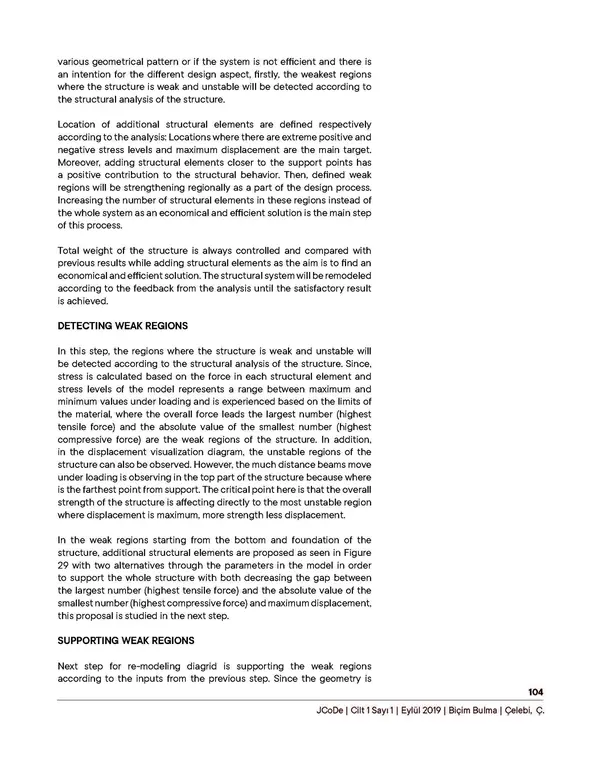 various geometrical pattern or if the system is not efficient and there is
an intention for the different design aspect, firstly, the weakest regions
where the structure is weak and unstable will be detected according to
the structural analysis of the structure.
Location of additional structural elements are defined respectively
according to the analysis: Locations where there are extreme positive and
negative stress levels and maximum displacement are the main target.
Moreover, adding structural elements closer to the support points has
a positive contribution to the structural behavior. Then, defined weak
regions will be strengthening regionally as a part of the design process.
Increasing the number of structural elements in these regions instead of
the whole system as an economical and efficient solution is the main step
of this process.
Total weight of the structure is always controlled and compared with
previous results while adding structural elements as the aim is to find an
economical and efficient solution. The structural system will be remodeled
according to the feedback from the analysis until the satisfactory result
is achieved.
DETECTING WEAK REGIONS
In this step, the regions where the structure is weak and unstable will
be detected according to the structural analysis of the structure. Since,
stress is calculated based on the force in each structural element and
stress levels of the model represents a range between maximum and
minimum values under loading and is experienced based on the limits of
the material, where the overall force leads the largest number (highest
tensile force) and the absolute value of the smallest number (highest
compressive force) are the weak regions of the structure. In addition,
in the displacement visualization diagram, the unstable regions of the
structure can also be observed. However, the much distance beams move
under loading is observing in the top part of the structure because where
is the farthest point from support. The critical point here is that the overall
strength of the structure is affecting directly to the most unstable region
where displacement is maximum, more strength less displacement.
In the weak regions starting from the bottom and foundation of the
structure, additional structural elements are proposed as seen in Figure
29 with two alternatives through the parameters in the model in order
to support the whole structure with both decreasing the gap between
the largest number (highest tensile force) and the absolute value of the
smallest number (highest compressive force) and maximum displacement,
this proposal is studied in the next step.
SUPPORTING WEAK REGIONS
Next step for re-modeling diagrid is supporting the weak regions
according to the inputs from the previous step. Since the geometry is
104
JCoDe | Cilt 1 Sayı 1 | Eylül 2019 | Biçim Bulma | Çelebi, Ç.